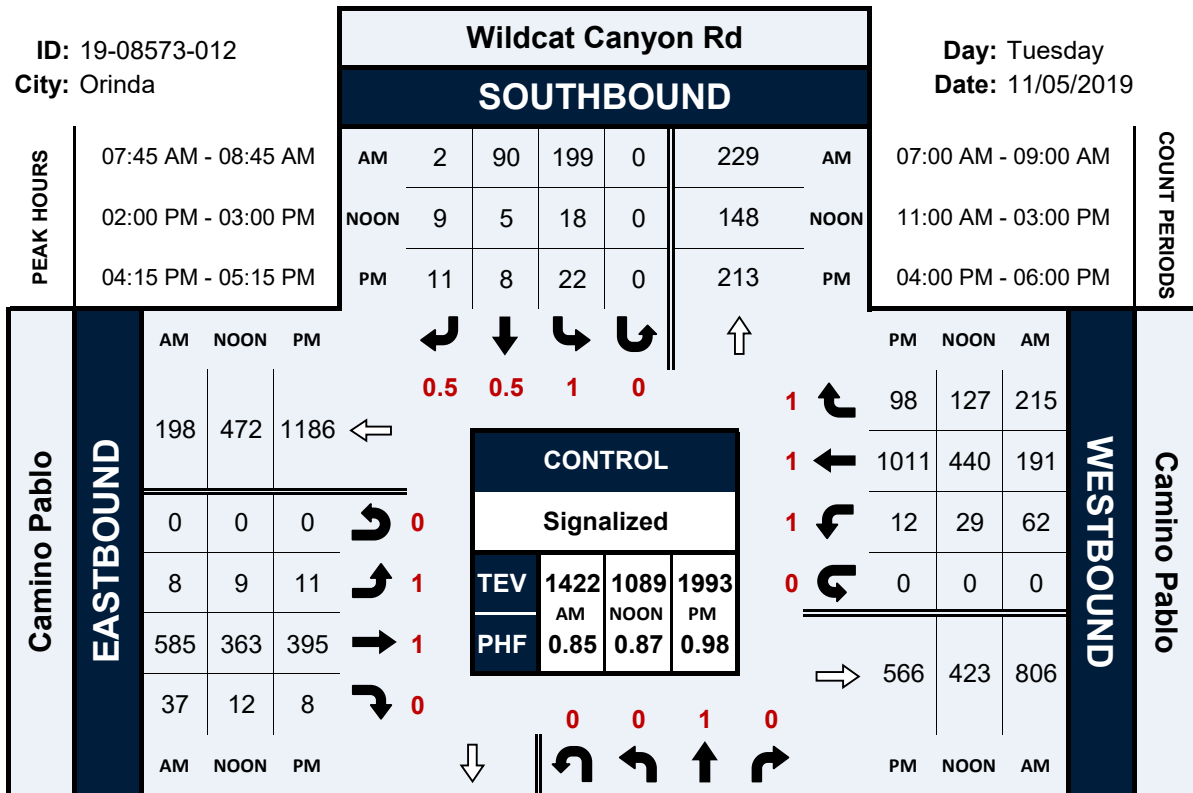 ID: 19-08573-012
City: Orinda
Wildcat Canyon Rd
SOUTHBOUND
Day: Tuesday
Date: 11/05/2019
PEAK HOURS
07:45 AM - 08:45 AM
02:00 PM - 03:00 PM
04:15 PM - 05:15 PM
AM 2 90 199 0 229 AM
NOON 9 5 18 0 148 NOON
PM 11 8 22 0 213 PM
07:00 AM - 09:00 AM
11:00 AM - 03:00 PM
04:00 PM - 06:00 PM
COUNT PERIODS
0.5 0.5 1 0
Camino Pablo
EASTBOUND
AM NOON PM
198 472 1186
0 0 0 0
8 9 11 1
585 363 395 1
37 12 8 0
AM NOON PM
CONTROL
Signalized
TEV 1422 1089 1993
AM NOON PM
PHF 0.85 0.87 0.98
PM NOON AM
1 98 127 215
1 1011 440 191
1 12 29 62
0 0 0 0
566 423 806
PM NOON AM
WESTBOUND
Camino Pablo
0 0 1 0